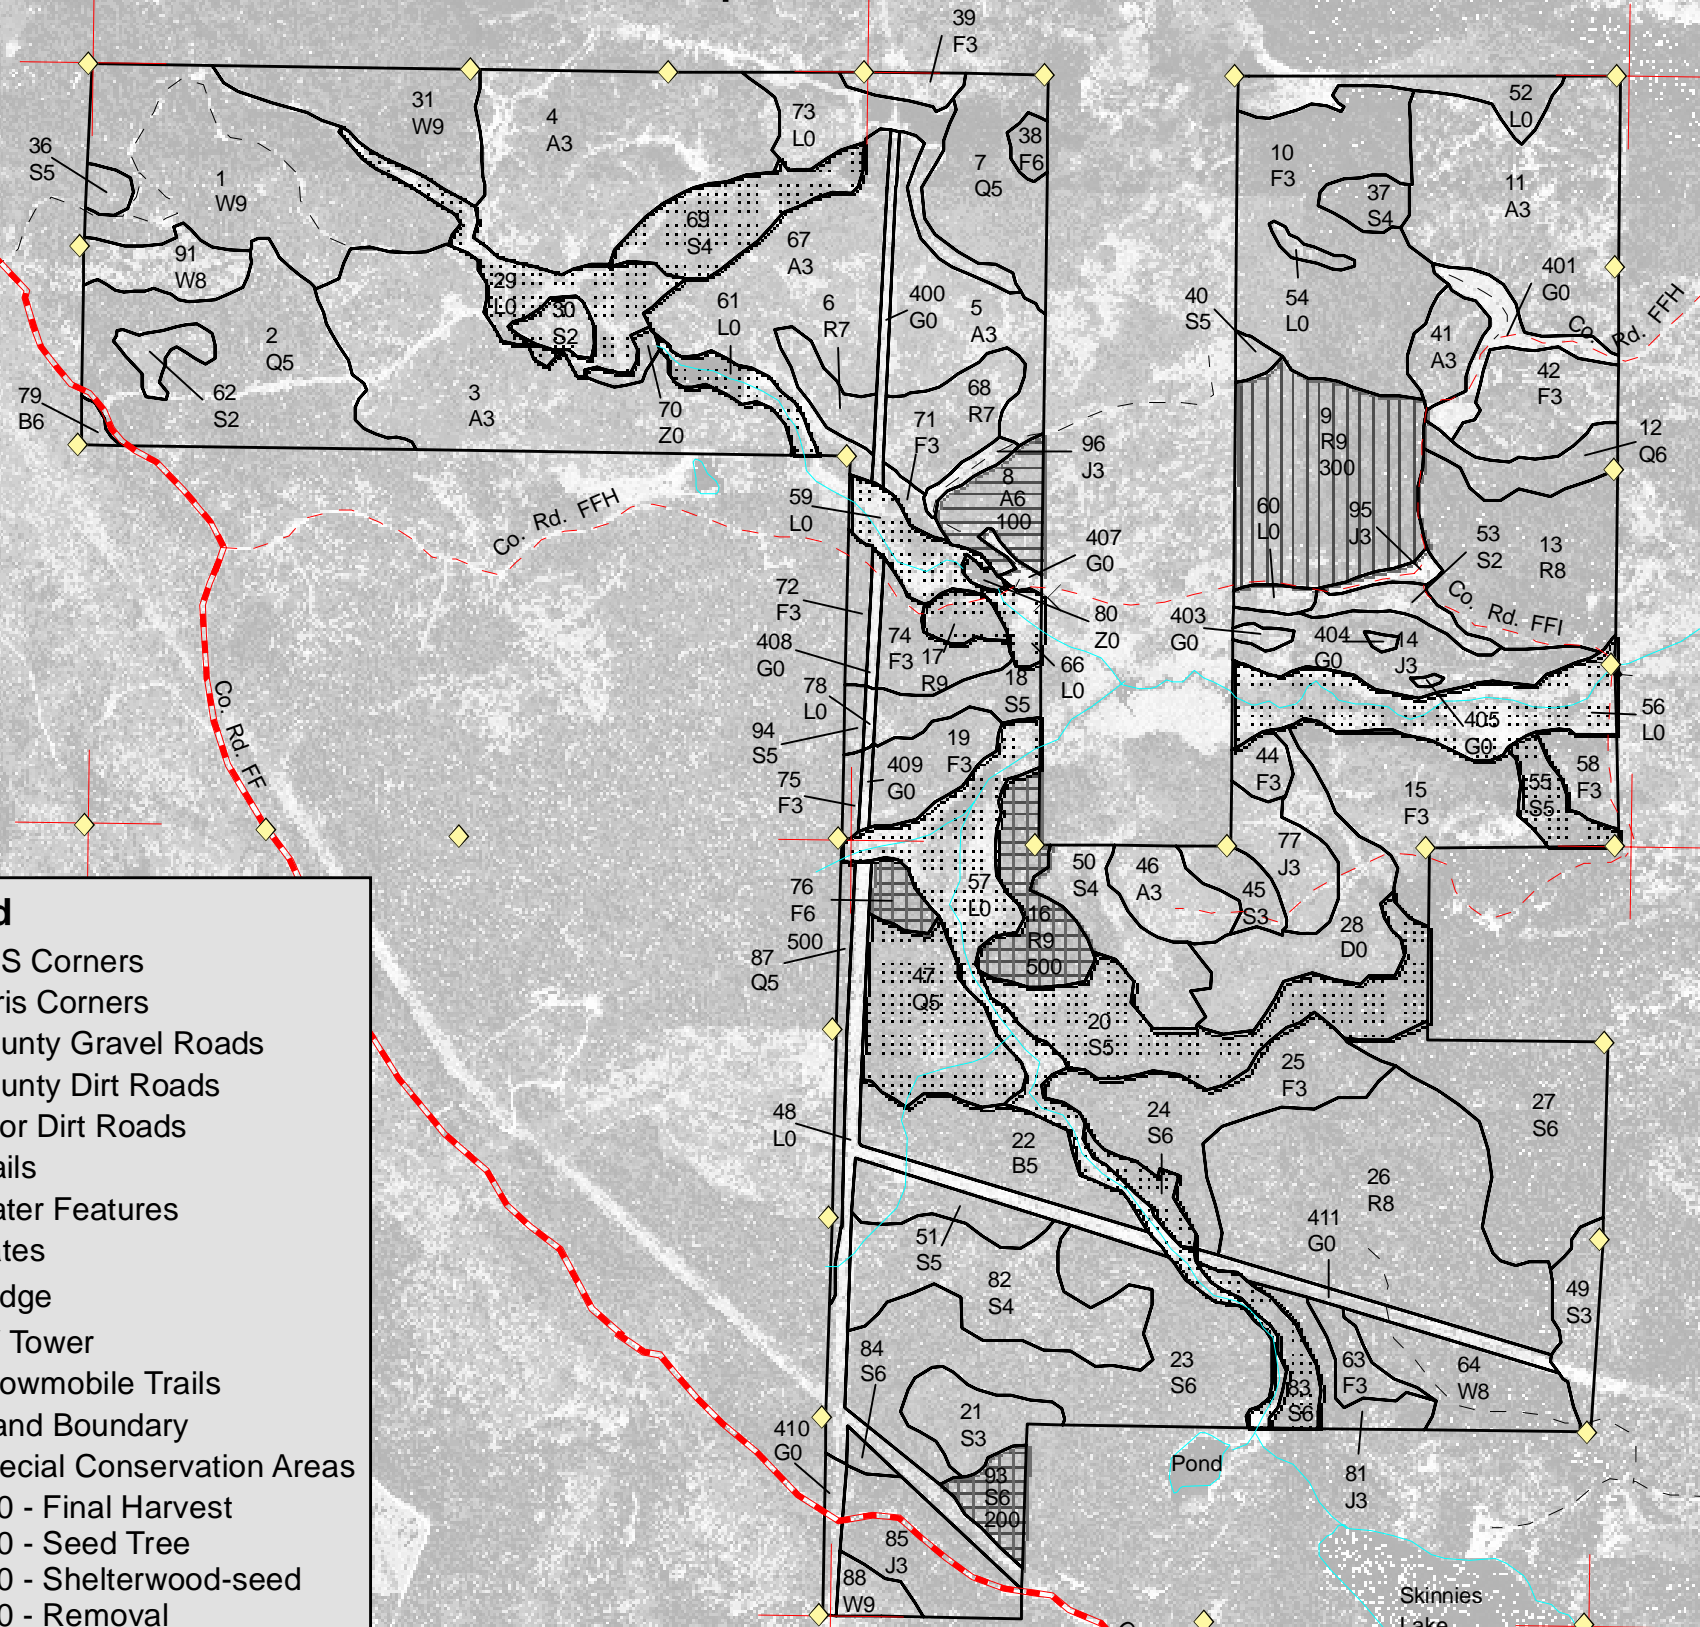 39
F3
31
W9
4
A3
73
L0
38
F6
7
Q5
52
L0
36
S5
1
W9
10
F3
37
S4
11
A3
69
S4
67
A3
91
W8
29
L0
30
S2
61
L0
6
R7
400
G0
5
A3
40
S5
54
L0
401
G0
Co. Rd. FFH
41
A3
2
Q5
62
S2
79
B6
3
A3
70
Z0
68
R7
71
F3
96
J3
42
F3
9
R9
300
12
Q6
8
A6
100
59
L0
Co. Rd. FFH
60
L0
95
J3
53
S2
13
R8
407
G0
72
F3
80
Z0
403
G0
Co. Rd. FFI
408
G0
74
F3
17
R9
66
L0
404
G0
14
J3
78
L0
18
S5
94
S5
19
F3
409
G0
75
F3
405
G0
56
L0
Co. Rd. FF
44
F3
15
F3
55
S5
58
F3
77
J3
50
S4
46
A3
45
S3
76
F6
500
57
L0
16
R9
500
28
D0
87
Q5
47
Q5
20
S5
25
F3
48
L0
22
B5
24
S6
27
S6
26
R8
411
G0
51
S5
82
S4
49
S3
84
S6
23
S6
83
S6
63
F3
64
W8
21
S3
410
G0
93
S6
200
Pond
81
J3
85
J3
88
W9
Skinnies
Lake
d
S Corners
ris Corners
unty Gravel Roads
unty Dirt Roads
or Dirt Roads
ails
ater Features
ates
dge
Tower
owmobile Trails
and Boundary
ecial Conservation Areas
0 - Final Harvest
0 - Seed Tree
0 - Shelterwood-seed
0 - Removal